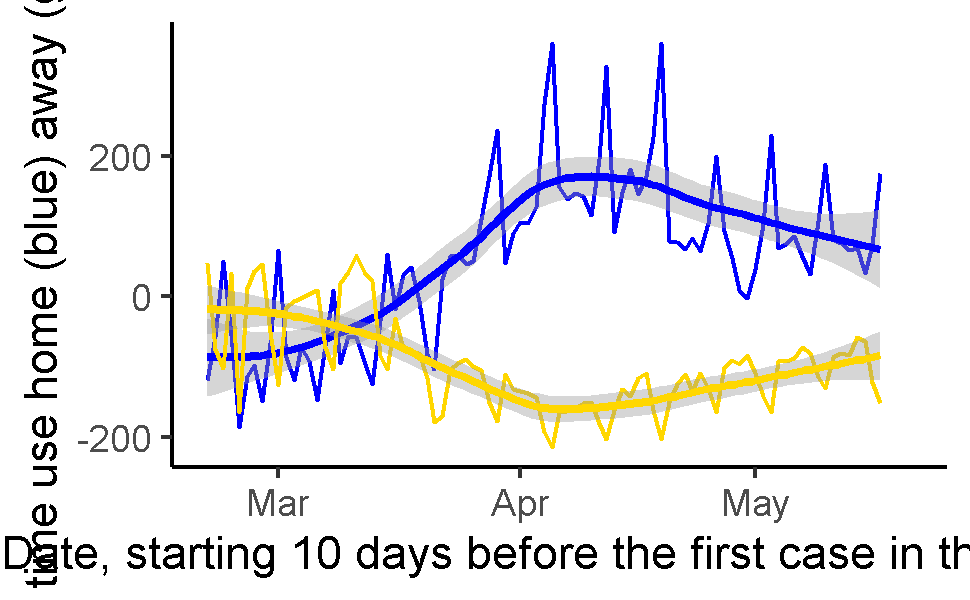 time use home (blue) away (
200
0
-200
Mar Apr May
Date, starting 10 days before the first case in th